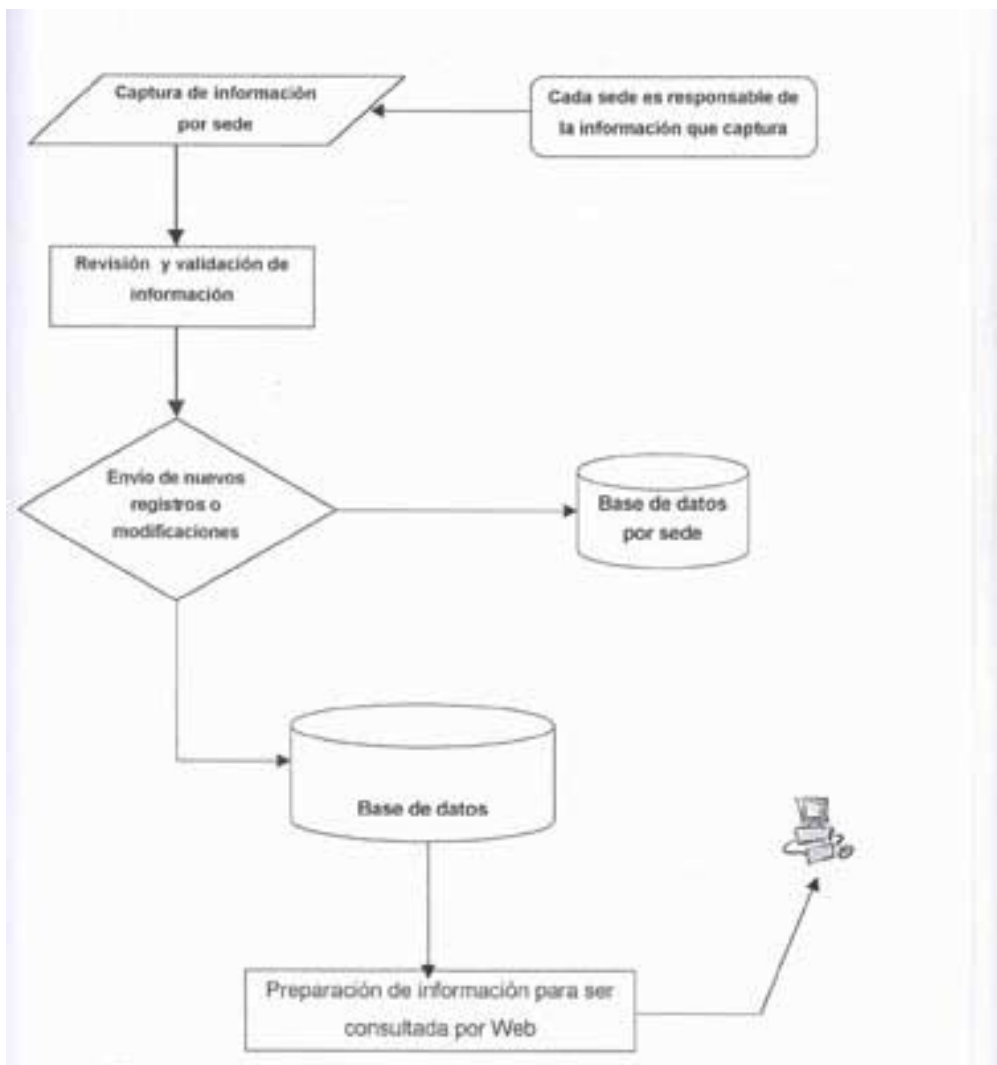 Captura de información
por sede
Cada sede es responsable de
la información que captura
Revisión y validación de
información
Envío de nuevos
registros o
modificaciones
Base de datos
por sede
Base de datos
Preparación de información para ser
consultada por Web